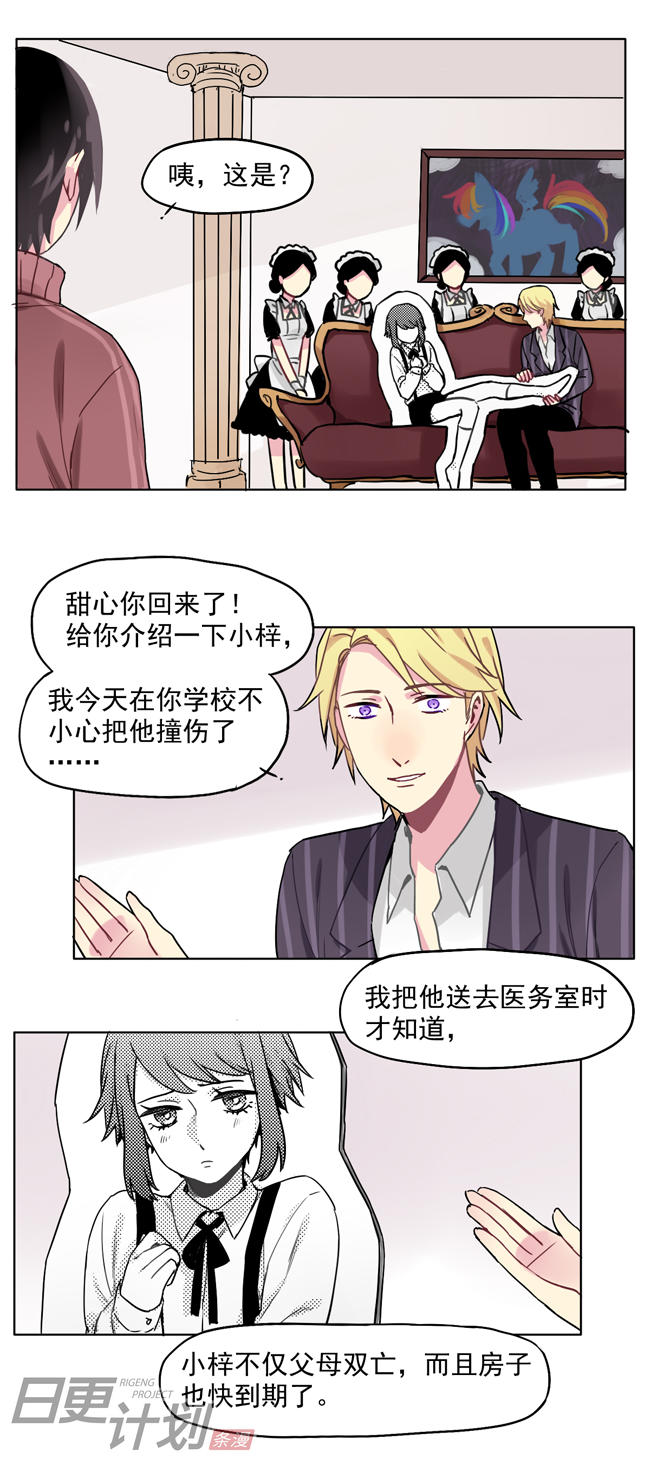 咦，这是？
甜心你回来了！
给你介绍一下小梓，
我今天在你学校不
小心把他撞伤了
……
我把他送去医务室时
才知道，
小梓不仅父母双亡，而且房子
也快到期了。
日更计划
RIGENG
PROJECT
条漫